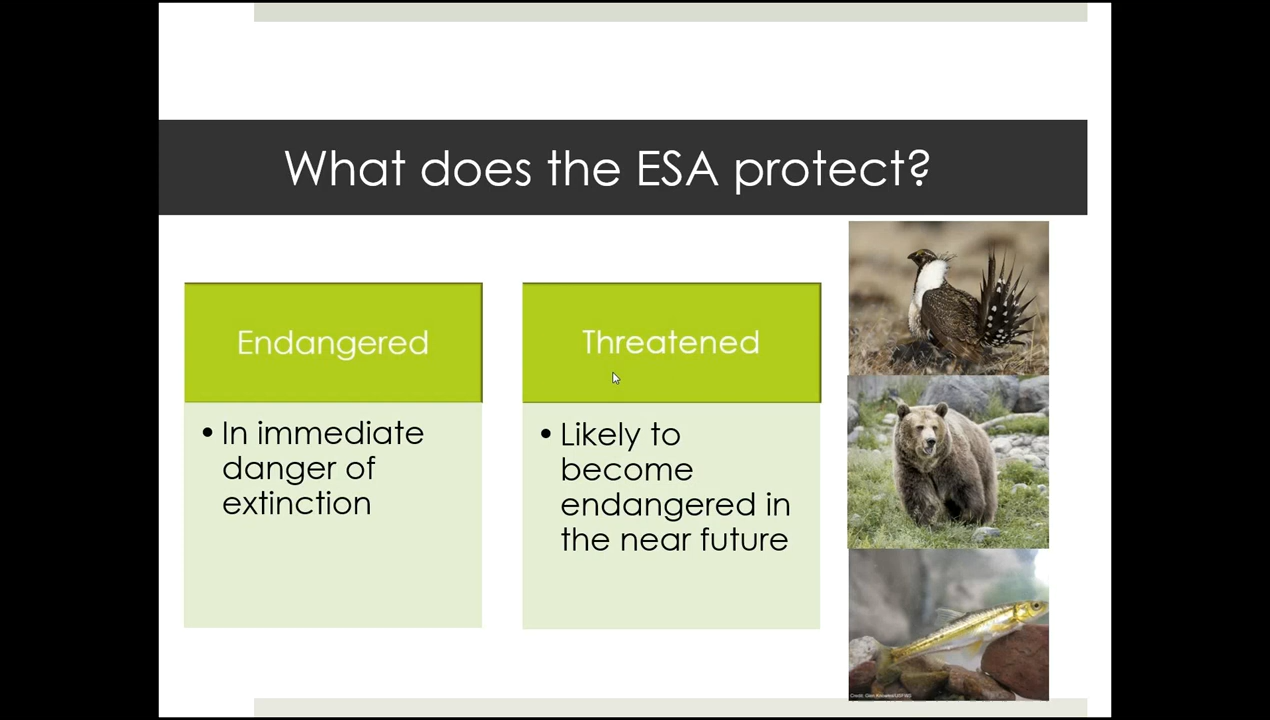 What does the ESA protect?
Endangered
• In immediate
danger of
extinction
Threatened
• Likely to
become
endangered in
the near future